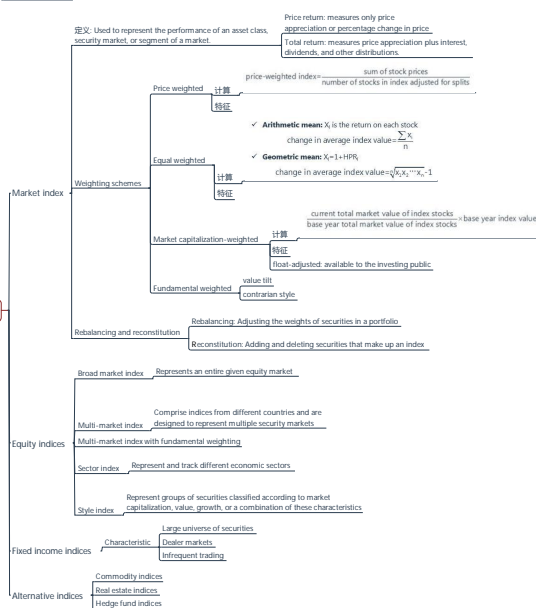 定义: Used to represent the performance of an asset class,
security market, or segment of a market.
Price return: measures only price
appreciation or percentage change in price
Total return: measures price appreciation plus interest,
dividends, and other distributions.
Price weighted
计算
price-weighted index= sum of stock prices
number of stocks in index adjusted for splits
特征
Equal weighted
计算
✓ Arithmetic mean: Xᵢ is the return on each stock
change in average index value= ∑ xᵢ
n
✓ Geometric mean: Xᵢ=1+HPRᵢ
change in average index value=ⁿ√x₁x₂⋯xₙ-1
特征
Market index
Weighting schemes
Market capitalization-weighted
计算
current total market value of index stocks
base year total market value of index stocks
×base year index value
特征
float-adjusted: available to the investing public
Fundamental weighted
value tilt
contrarian style
Rebalancing and reconstitution
Rebalancing: Adjusting the weights of securities in a portfolio
Reconstitution: Adding and deleting securities that make up an index
Equity indices
Broad market index
Represents an entire given equity market
Multi-market index
Comprise indices from different countries and are
designed to represent multiple security markets
Multi-market index with fundamental weighting
Sector index
Represent and track different economic sectors
Style index
Represent groups of securities classified according to market
capitalization, value, growth, or a combination of these characteristics
Fixed income indices
Characteristic
Large universe of securities
Dealer markets
Infrequent trading
Alternative indices
Commodity indices
Real estate indices
Hedge fund indices